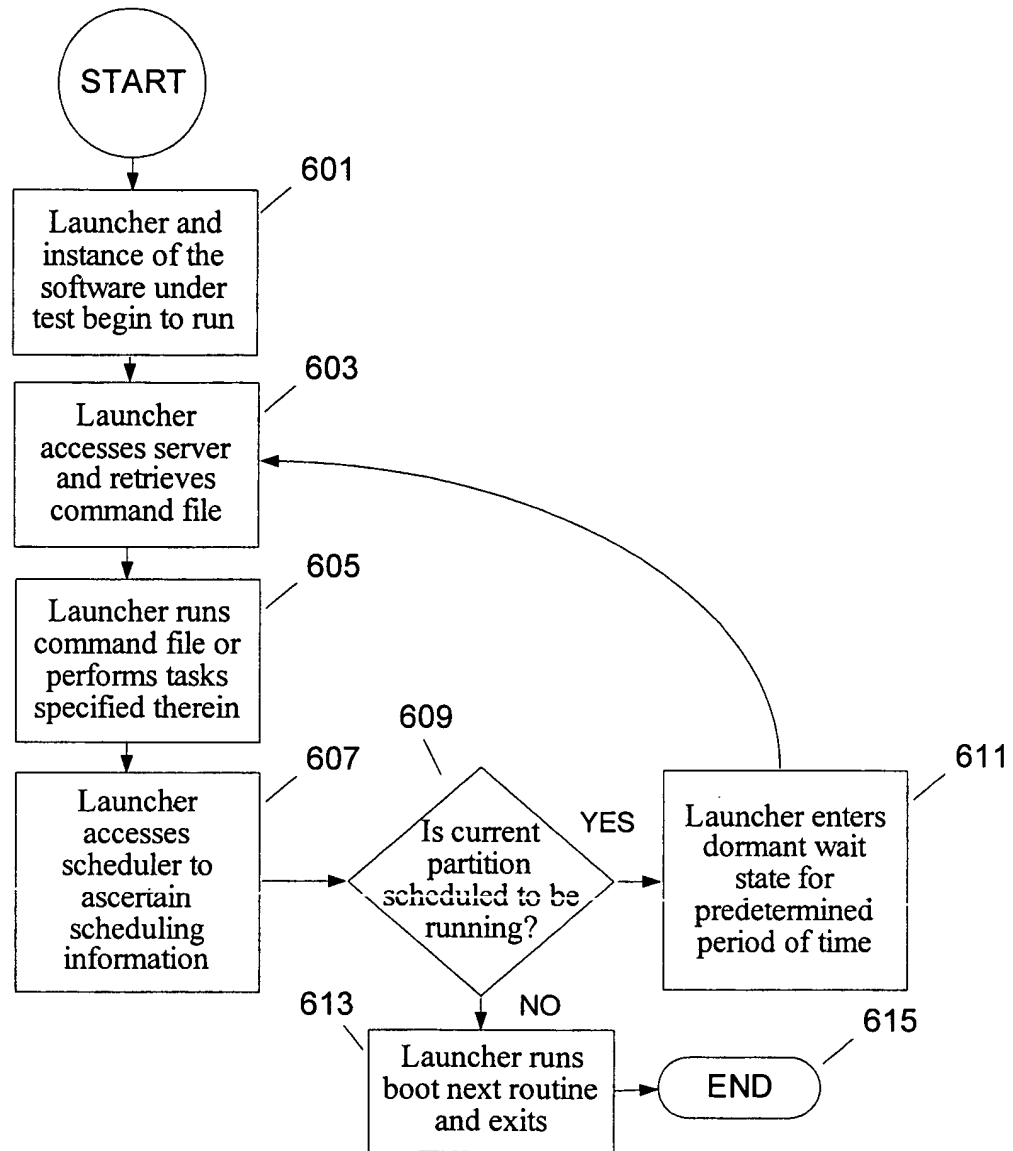 START
601
Launcher and
instance of the
software under
test begin to run
603
Launcher
accesses server
and retrieves
command file
605
Launcher runs
command file or
performs tasks
specified therein
607
Launcher
accesses
scheduler to
ascertain
scheduling
information
609
Is current
partition
scheduled to be
running?
YES
611
Launcher enters
dormant wait
state for
predetermined
period of time
NO
613
Launcher runs
boot next routine
and exits
615
END